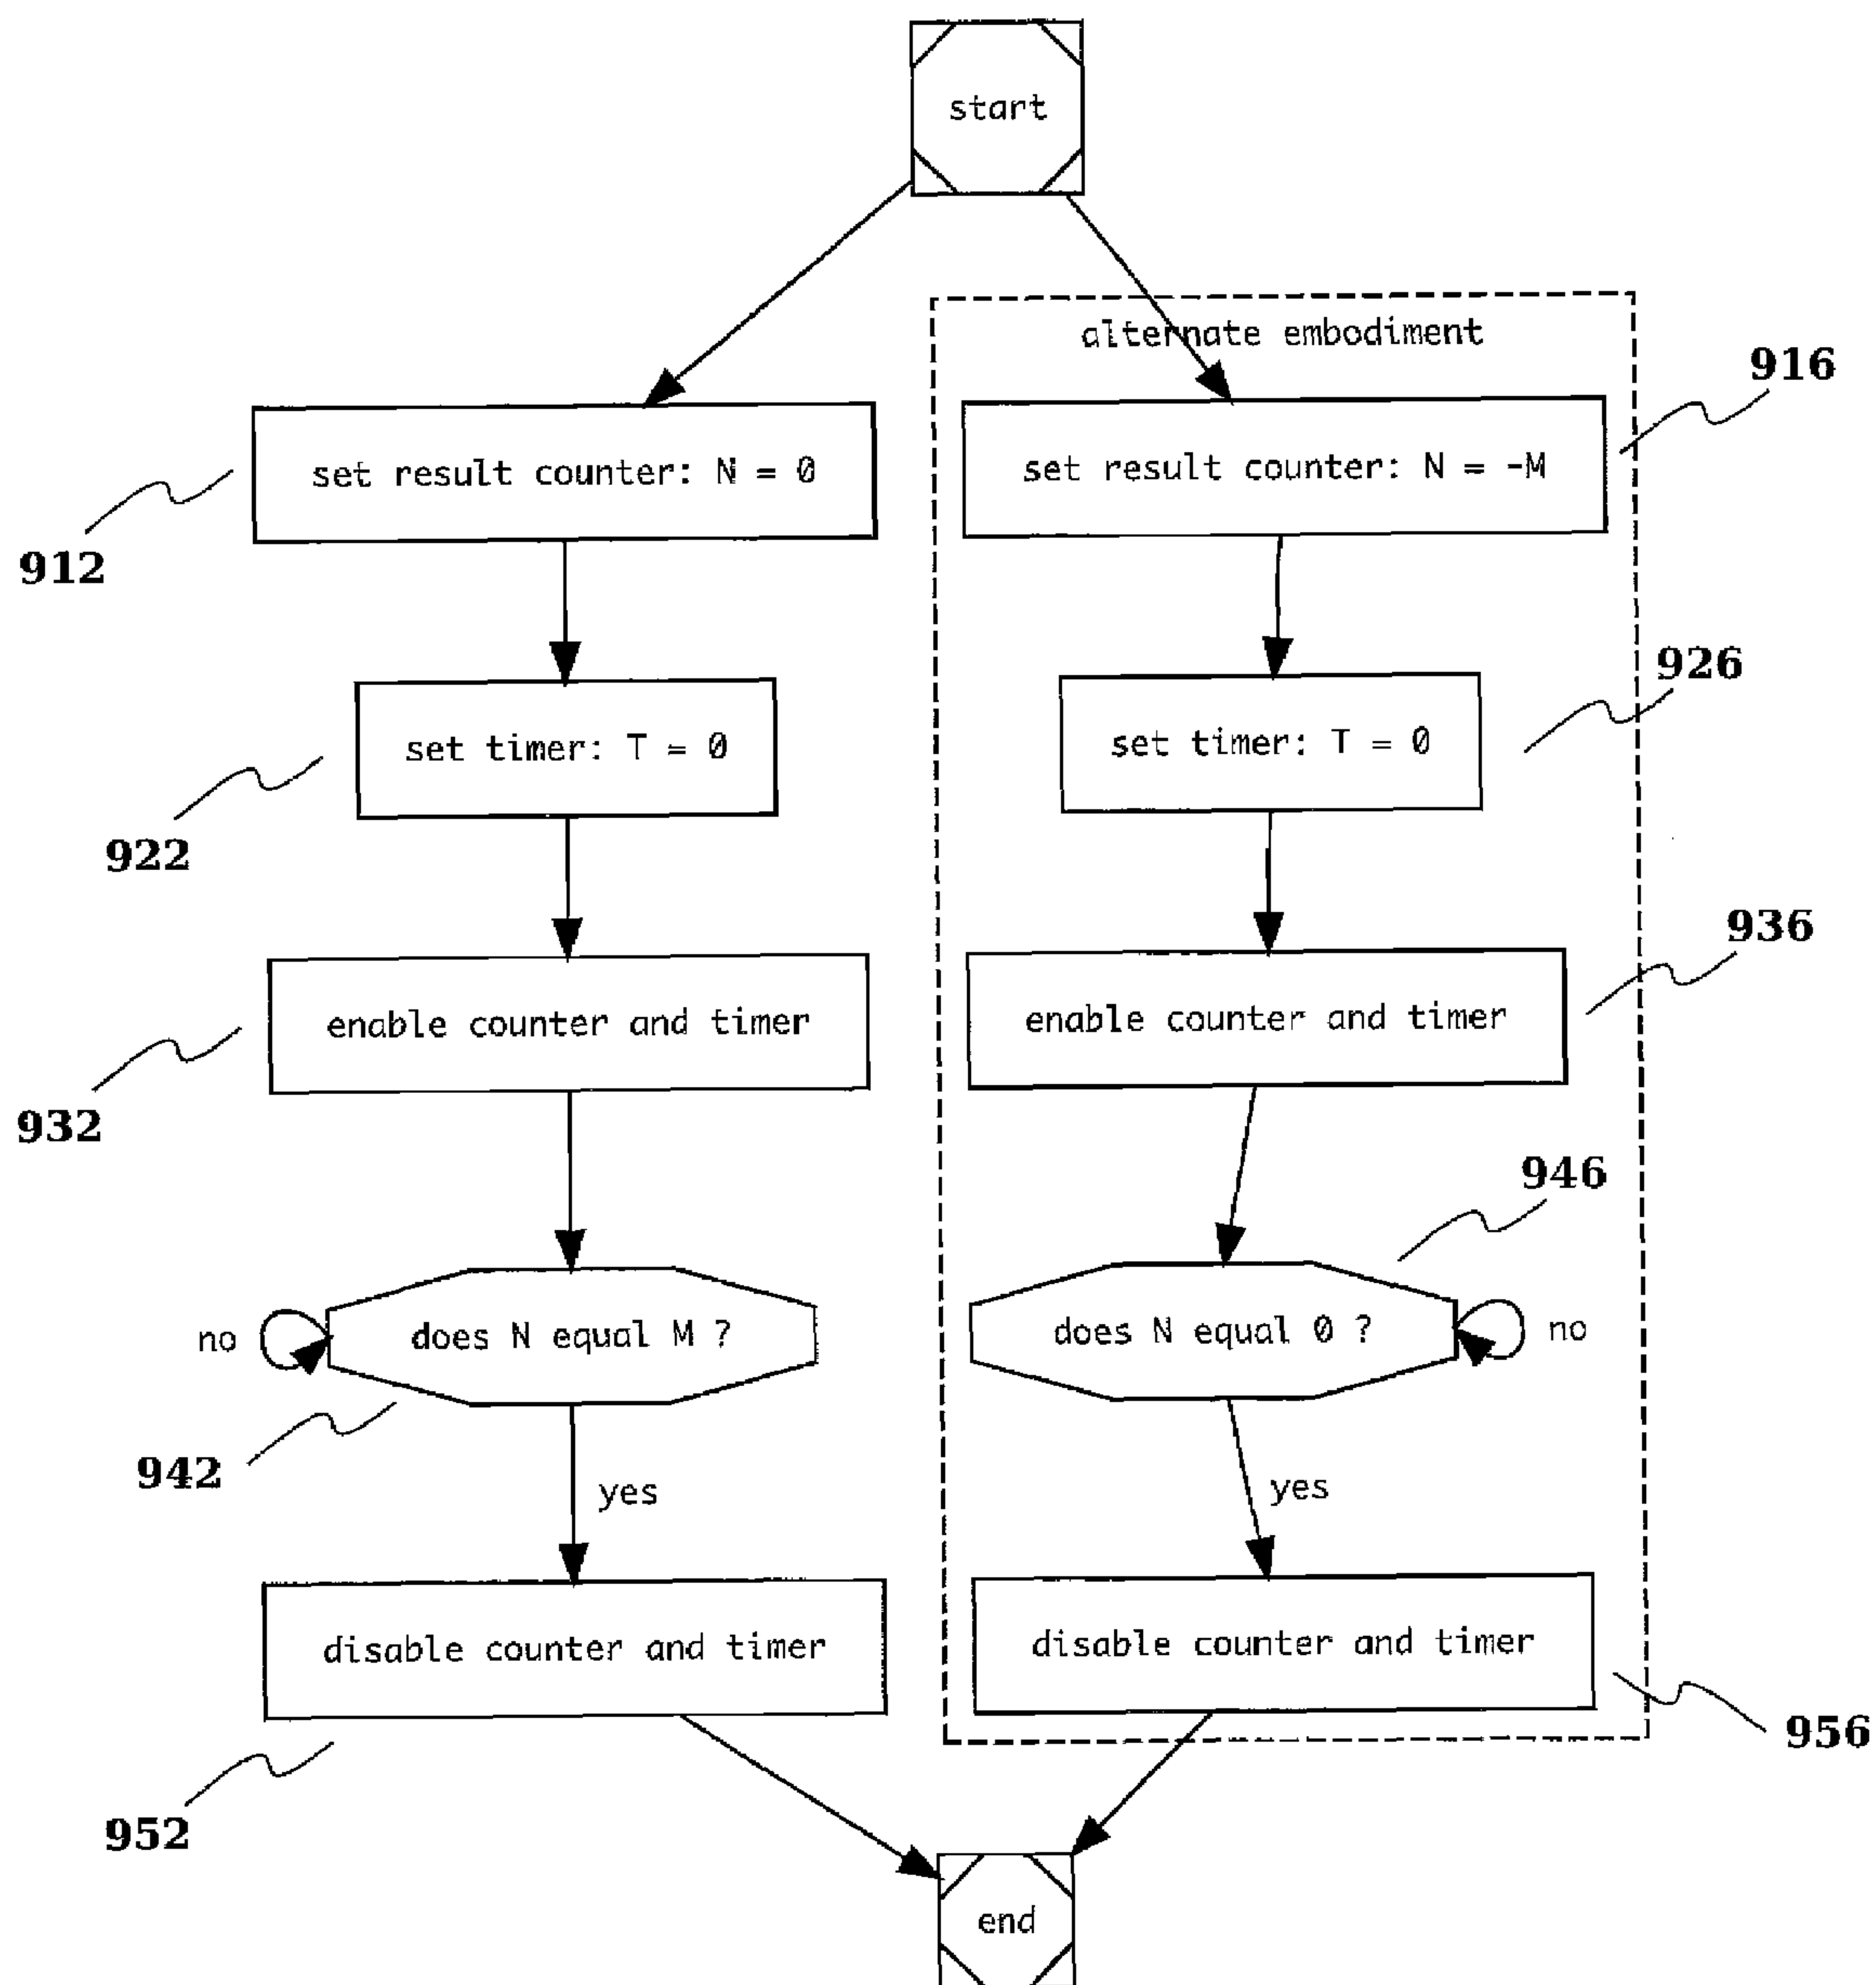 start
alternate embodiment
916
set result counter: N = 0
set result counter: N = -M
912
926
set timer: T = 0
set timer: T = 0
922
936
enable counter and timer
enable counter and timer
932
946
no
does N equal M ?
does N equal 0 ?
no
942
yes
yes
disable counter and timer
disable counter and timer
956
952
end